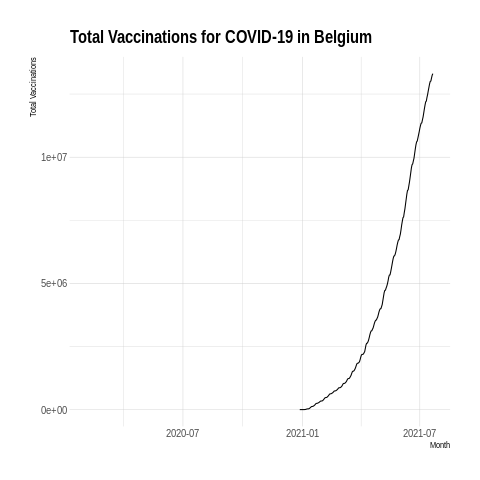 Total Vaccinations for COVID-19 in Belgium
Total Vaccinations
1e+07
5e+06
0e+00
2020-07
2021-01
2021-07
Month